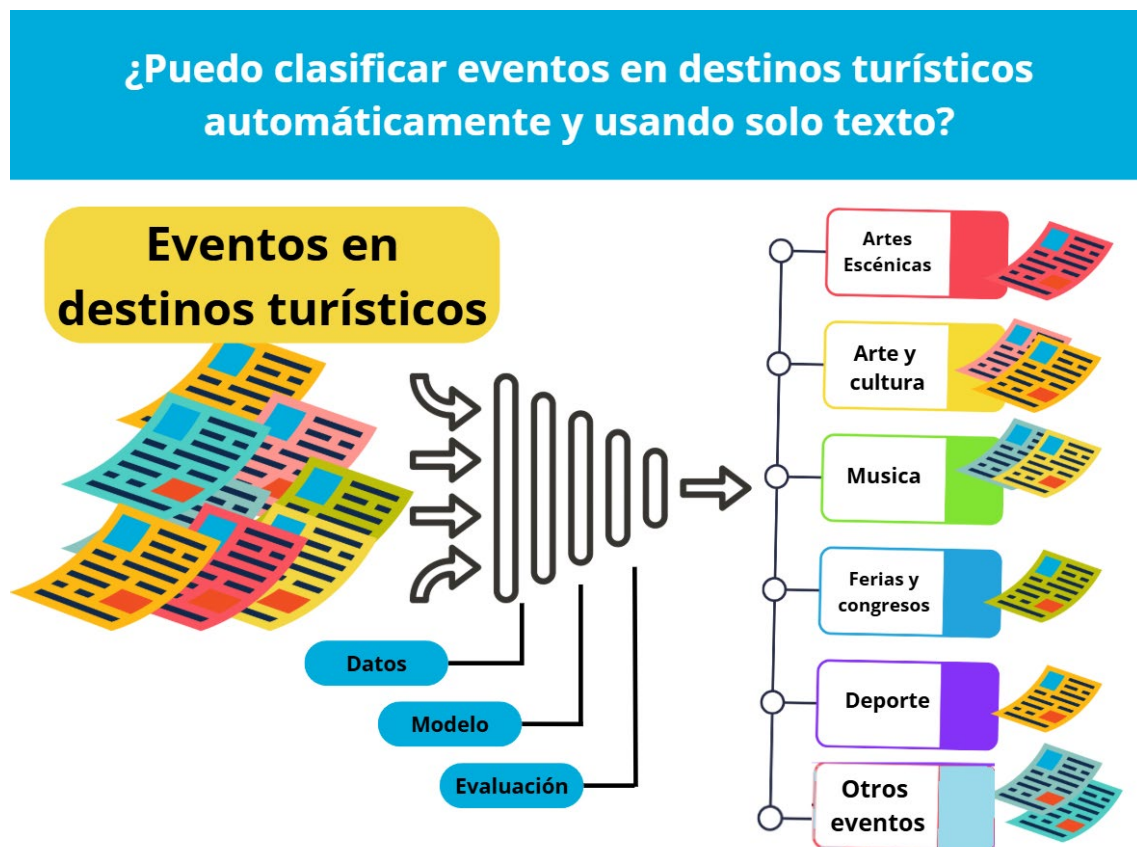 ¿Puedo clasificar eventos en destinos turísticos
automáticamente y usando solo texto?
Eventos en
destinos turísticos
Datos
Modelo
Evaluación
Artes
Escénicas
Arte y
cultura
Musica
Ferias y
congresos
Deporte
Otros
eventos